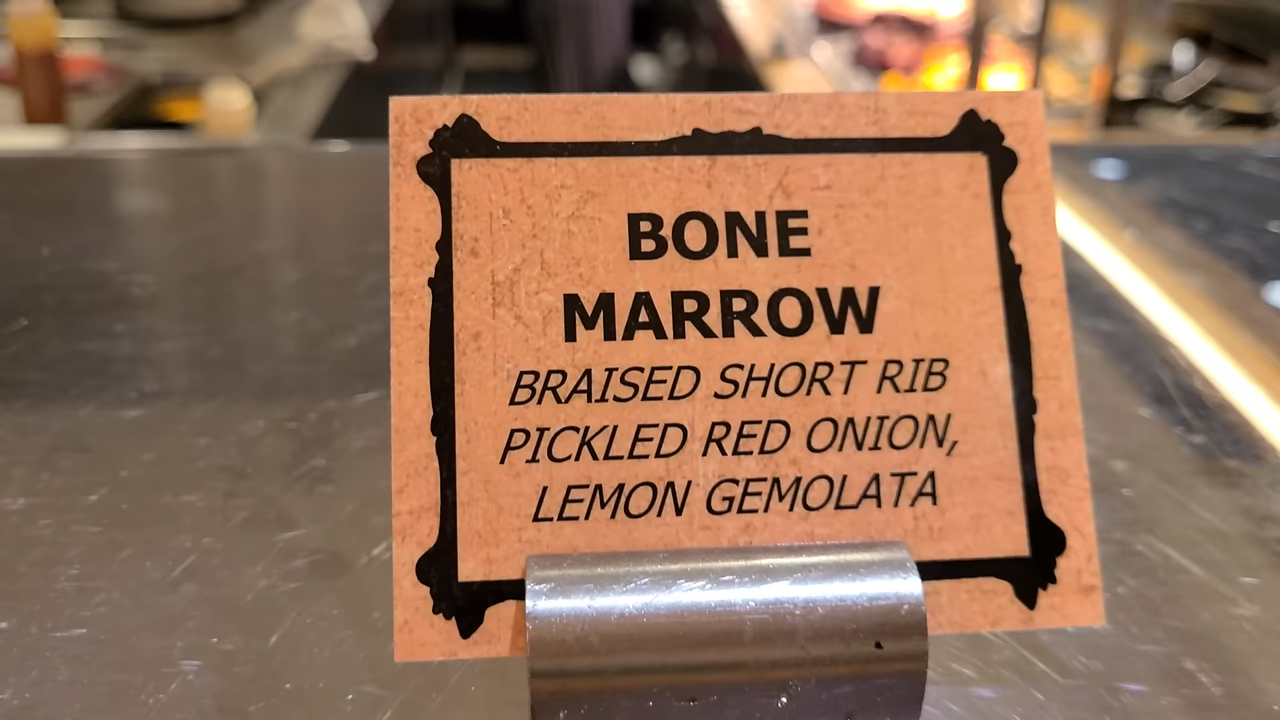 BONE
MARROW
BRAISED SHORT RIB
PICKLED RED ONION,
LEMON GEMOLATA